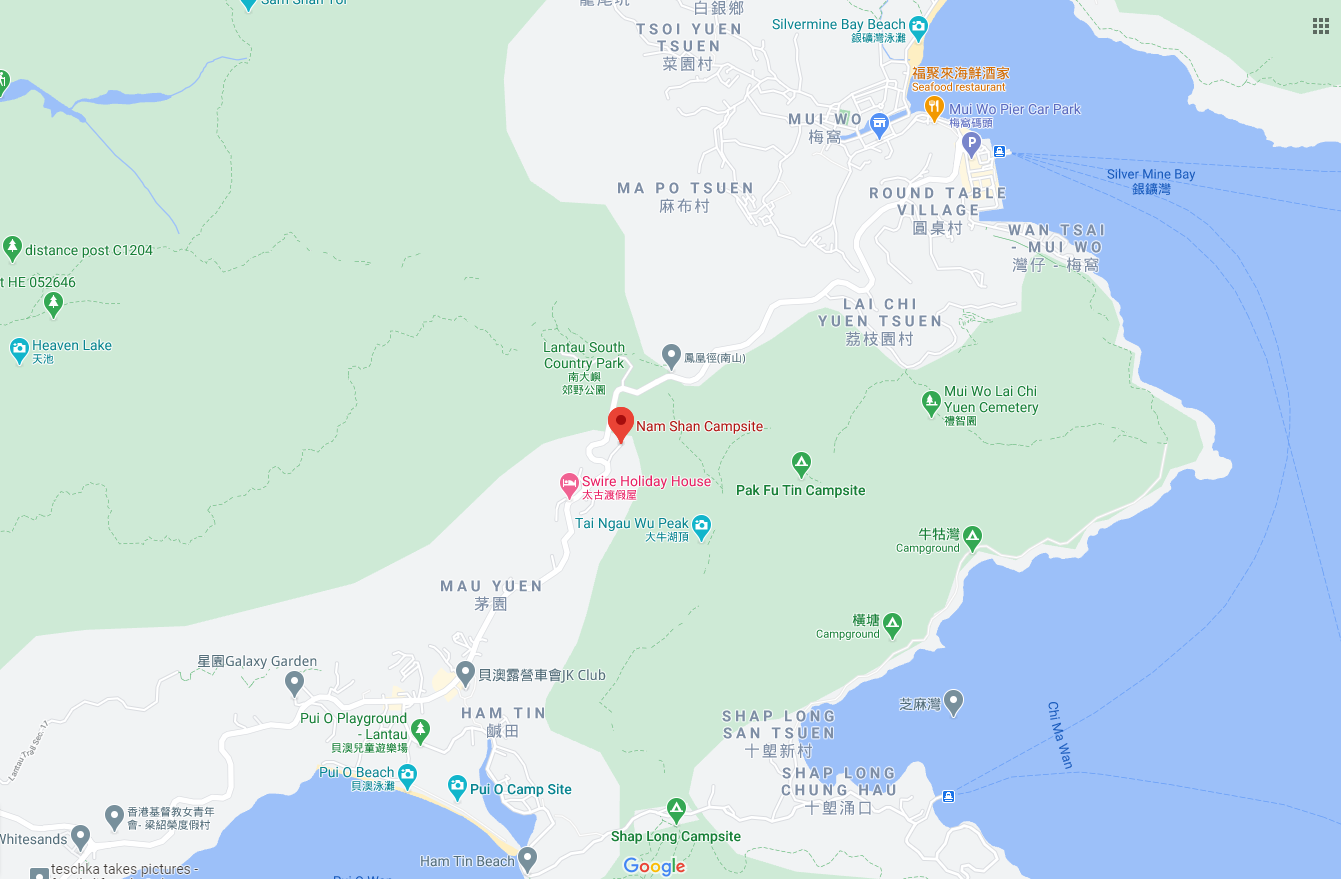 Sam Shan Toi
龍尾坑
白銀鄉
TSOI YUEN
TSUEN
菜園村
Silvermine Bay Beach
銀礦灣泳灘
福聚來海鮮酒家
Seafood restaurant
Mui Wo Pier Car Park
梅窩碼頭
MUI WO
梅窩
Silver Mine Bay
銀鑛灣
MA PO TSUEN
麻布村
ROUND TABLE
VILLAGE
圓桌村
WAN TSAI
- MUI WO
灣仔 - 梅窩
distance post C1204
t HE 052646
Heaven Lake
天池
LAI CHI
YUEN TSUEN
荔枝園村
Lantau South
Country Park
南大嶼
郊野公園
鳳凰徑(南山)
Mui Wo Lai Chi
Yuen Cemetery
禮智園
Nam Shan Campsite
Swire Holiday House
太古渡假屋
Pak Fu Tin Campsite
Tai Ngau Wu Peak
大牛湖頂
牛牯灣
Campground
MAU YUEN
茅園
橫塘
Campground
星園Galaxy Garden
貝澳露營車會JK Club
芝麻灣
Chi Ma Wan
Pui O Playground
- Lantau
貝澳兒童遊樂場
HAM TIN
鹹田
SHAP LONG
SAN TSUEN
十塱新村
Pui O Beach
貝澳泳灘
Pui O Camp Site
SHAP LONG
CHUNG HAU
十塱涌口
香港基督教女青年
會- 梁紹榮度假村
Whitesands
Shap Long Campsite
Ham Tin Beach
Google
teschka takes pictures -
Pui O Wan
P